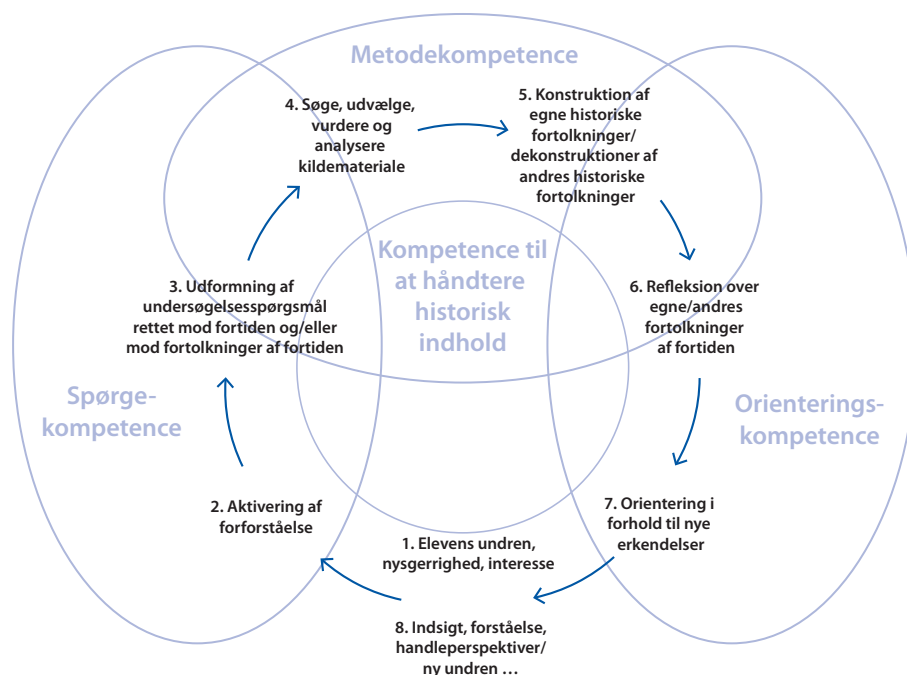 Metodekompetence
4. Søge, udvælge,
vurdere og
analysere
kildemateriale
5. Konstruktion af
egne historiske
fortolkninger/
dekonstruktioner af
andres historiske
fortolkninger
Kompetence til
at håndtere
historisk
indhold
3. Udformning af
undersøgelsesspørgsmål
rettet mod fortiden og/eller
mod fortolkninger af fortiden
6. Refleksion over
egne/andres
fortolkninger
af fortiden
Spørge-
kompetence
Orienterings-
kompetence
2. Aktivering af
forforståelse
7. Orientering i
forhold til nye
erkendelser
1. Elevens undren,
nysgerrighed, interesse
8. Indsigt, forståelse,
handleperspektiver/
ny undren …